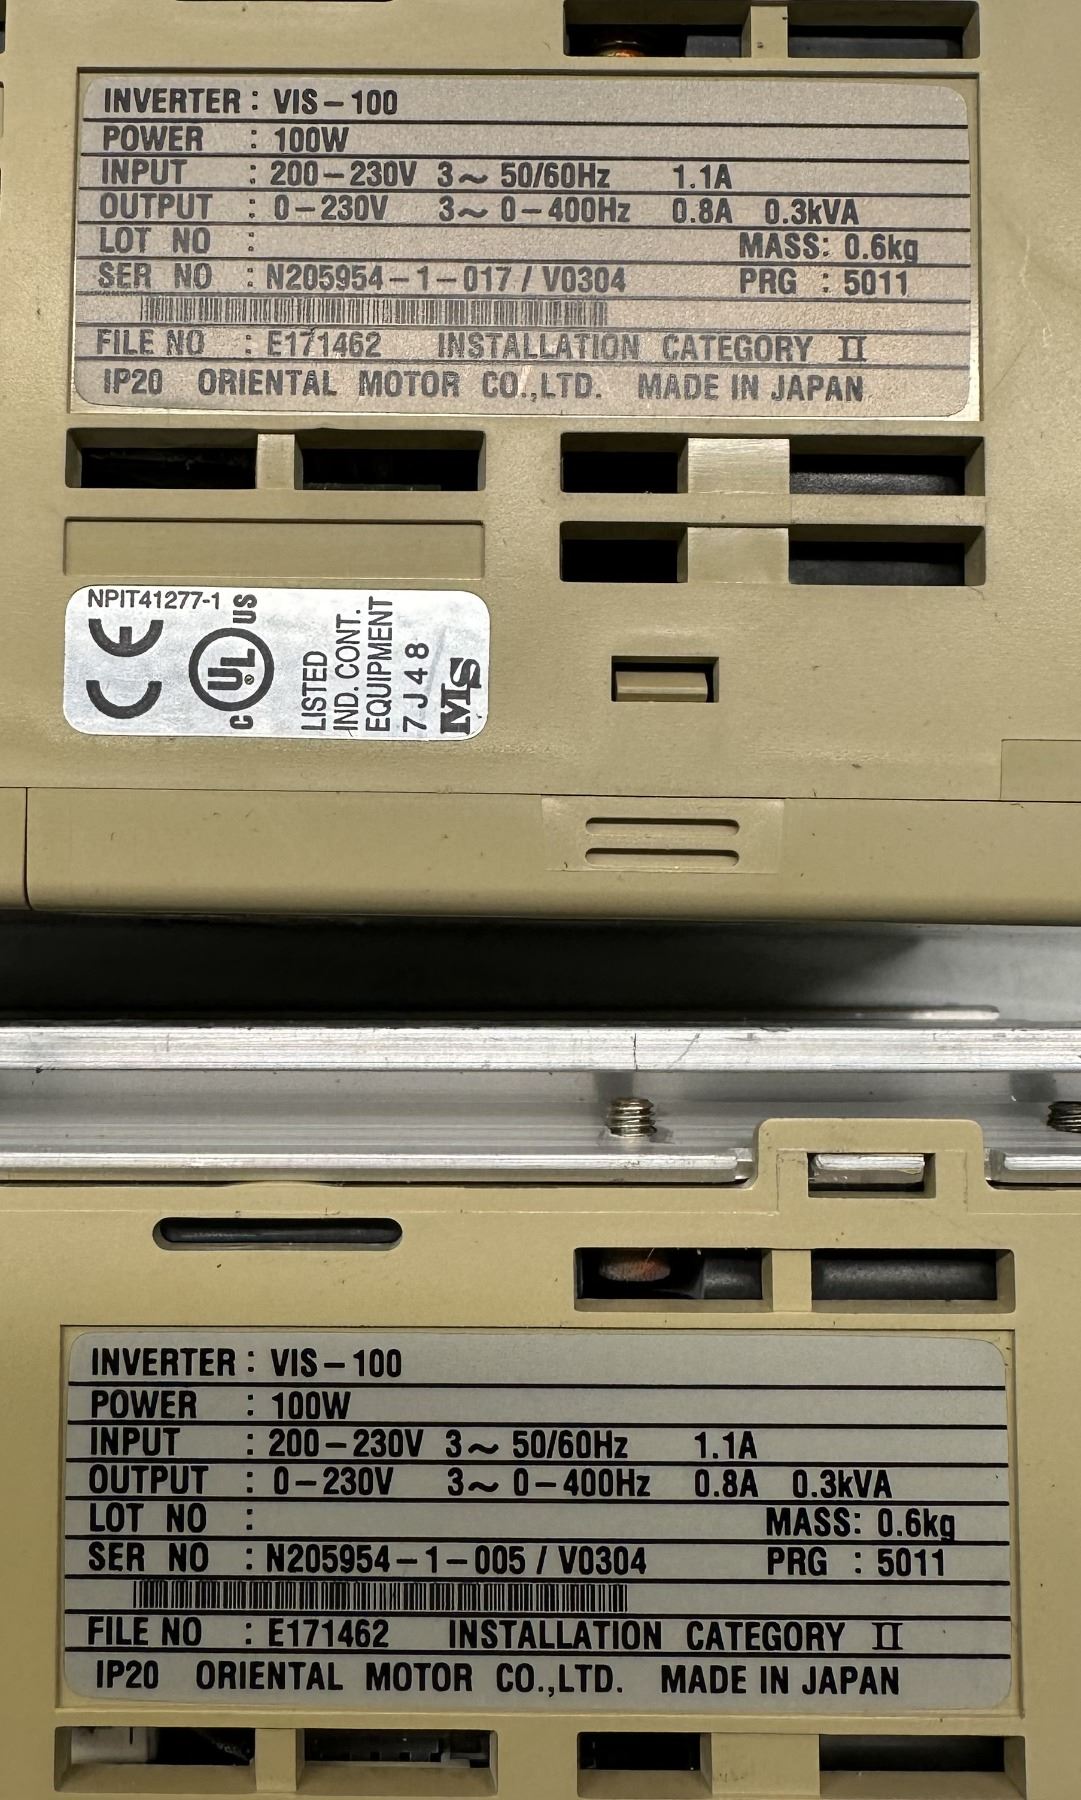 INVERTER : VIS-100
POWER : 100W
INPUT : 200-230V 3~ 50/60Hz 1.1A
OUTPUT : 0-230V 3~ 0-400Hz 0.8A 0.3kVA
LOT NO : MASS: 0.6kg
SER NO : N205954-1-017 / V0304 PRG : 5011
FILE NO : E171462 INSTALLATION CATEGORY II
IP20 ORIENTAL MOTOR CO.,LTD. MADE IN JAPAN
NPIT41277-1
CE
C UL US
LISTED
IND. CONT.
EQUIPMENT
7J48
MS
INVERTER : VIS-100
POWER : 100W
INPUT : 200-230V 3~ 50/60Hz 1.1A
OUTPUT : 0-230V 3~ 0-400Hz 0.8A 0.3kVA
LOT NO : MASS: 0.6kg
SER NO : N205954-1-005 / V0304 PRG : 5011
FILE NO : E171462 INSTALLATION CATEGORY II
IP20 ORIENTAL MOTOR CO.,LTD. MADE IN JAPAN